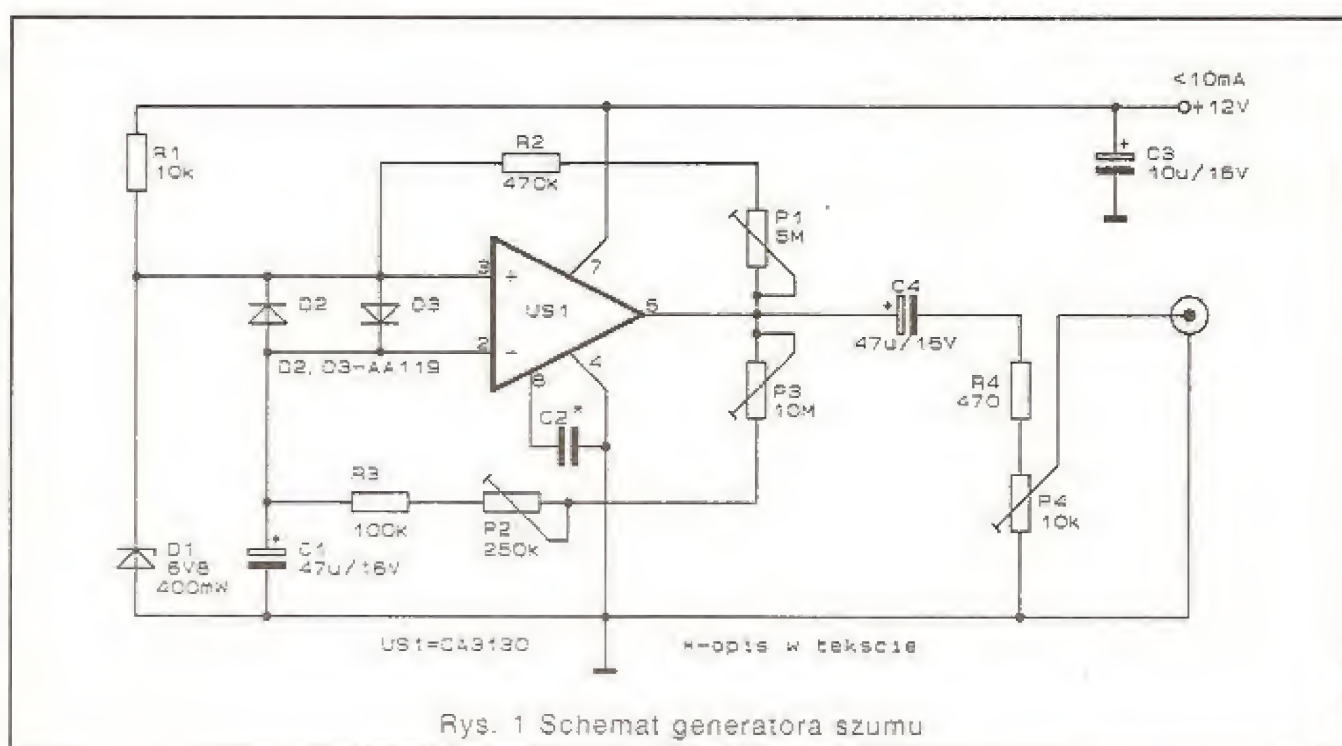 <10mA
+12V
R1
10k
R2
470k
C3
10u/16V
P1
5M
3
+
7
D2
D3
US1
6
C4
47u/16V
2
−
D2, D3-AA119
4
8
C2*
P3
10M
R4
470
R3
100k
P2
250k
P4
10k
D1
6V8
400mW
C1
47u/16V
US1=CA3130
*-opis w tekscie
Rys. 1 Schemat generatora szumu